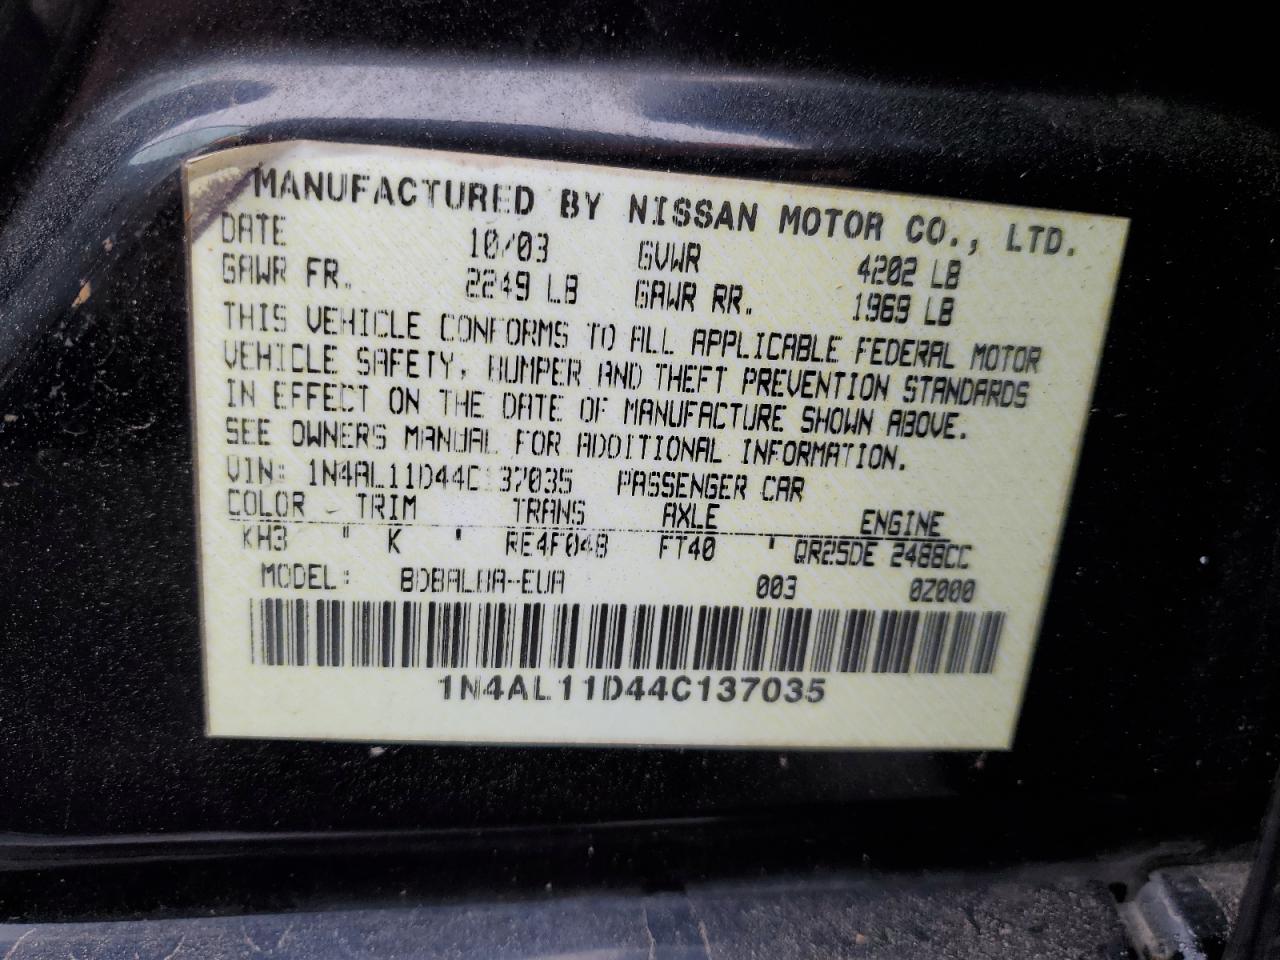 MANUFACTURED BY NISSAN MOTOR CO., LTD.
DATE 10/03 GVWR 4202 LB
GAWR FR. 2249 LB GAWR RR. 1969 LB
THIS VEHICLE CONFORMS TO ALL APPLICABLE FEDERAL MOTOR
VEHICLE SAFETY, BUMPER AND THEFT PREVENTION STANDARDS
IN EFFECT ON THE DATE OF MANUFACTURE SHOWN ABOVE.
SEE OWNERS MANUAL FOR ADDITIONAL INFORMATION.
VIN: 1N4AL11D44C137035 PASSENGER CAR
COLOR TRIM TRANS AXLE ENGINE
KH3 K RE4F04B FT40 QR25DE 2488CC
MODEL: 003 0Z000
1N4AL11D44C137035